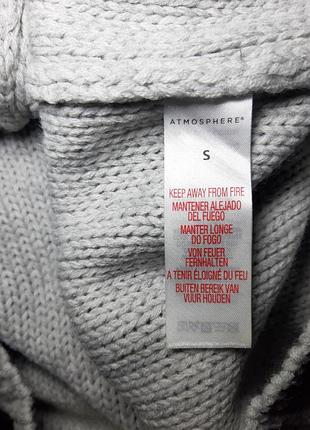 ATMOSPHERE®
S
KEEP AWAY FROM FIRE
MANTENER ALEJADO
DEL FUEGO
MANTER LONGE
DO FOGO
VON FEUER
FERNHALTEN
A TENIR ÉLOIGNÉ DU FEU
BUITEN BEREIK VAN
VUUR HOUDEN